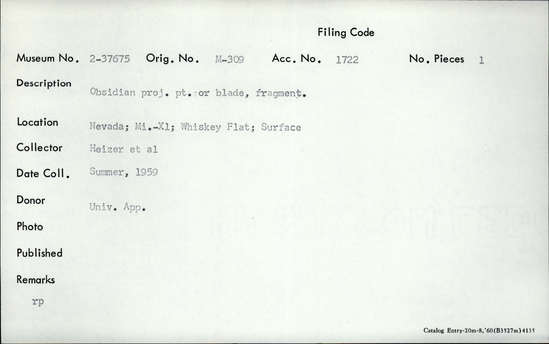 Filing Code
Museum No. 2-37675 Orig. No. M-309 Acc. No. 1722 No. Pieces 1
Description Obsidian proj. pt. or blade, fragment.
Location Nevada; Mi.-X1; Whiskey Flat; Surface
Collector Heizer et al
Date Coll. Summer, 1959
Donor Univ. App.
Photo
Published
Remarks
rp
Catalog Entry-20m-8,'60(B3527m)4135